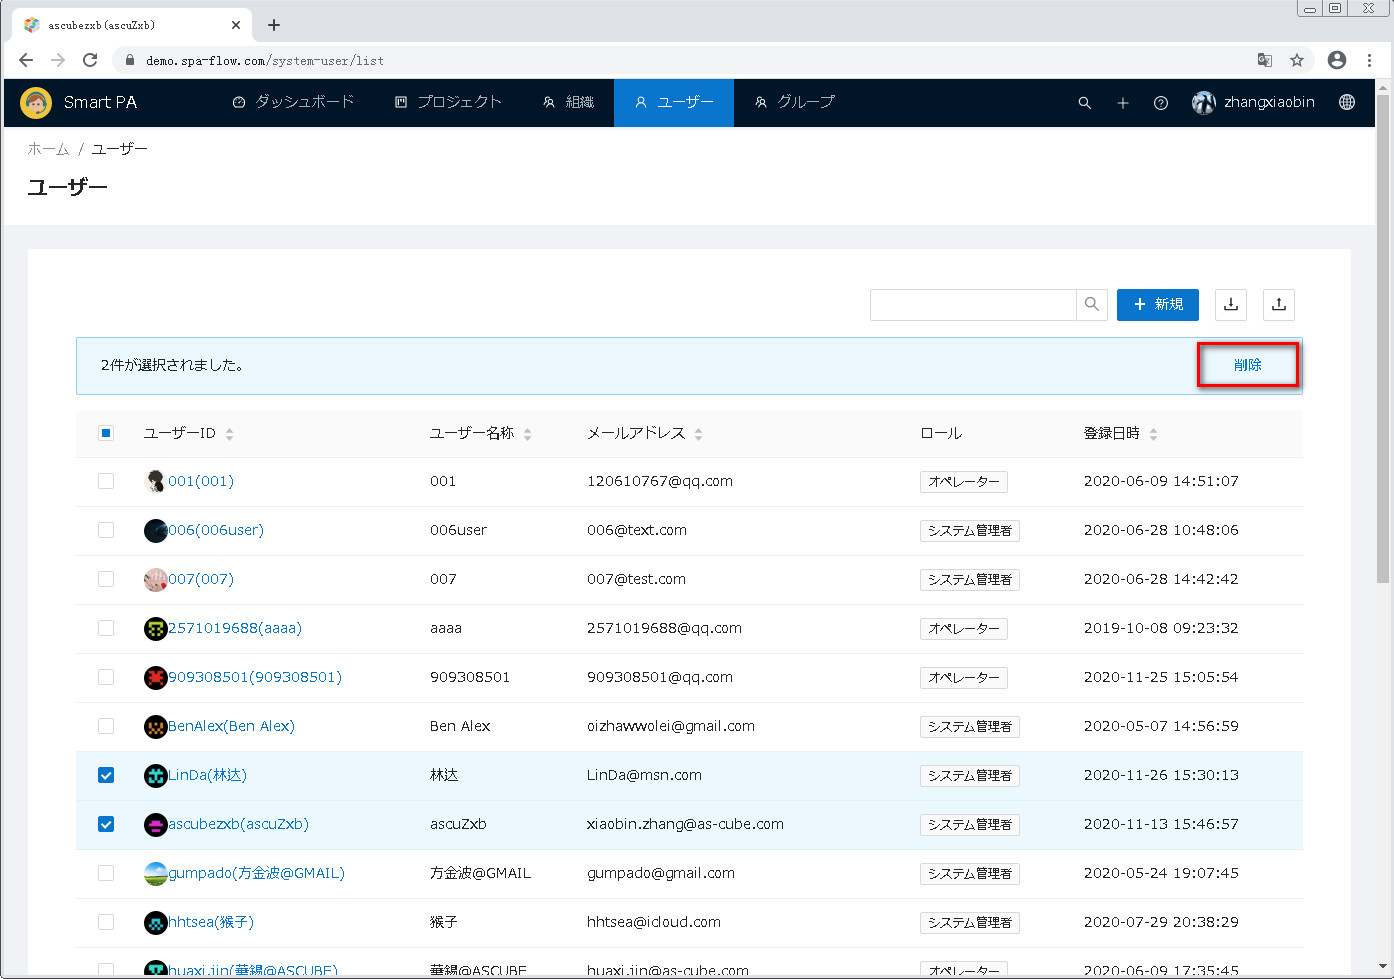 ascubezxb(ascuZxb)
demo.spa-flow.com/system-user/list
Smart PA ダッシュボード プロジェクト 組織 ユーザー グループ zhangxiaobin
ホーム / ユーザー
ユーザー
新規
2件が選択されました。 削除
ユーザーID ユーザー名称 メールアドレス ロール 登録日時
001(001) 001 120610767@qq.com オペレーター 2020-06-09 14:51:07
006(006user) 006user 006@text.com システム管理者 2020-06-28 10:48:06
007(007) 007 007@test.com システム管理者 2020-06-28 14:42:42
2571019688(aaaa) aaaa 2571019688@qq.com オペレーター 2019-10-08 09:23:32
909308501(909308501) 909308501 909308501@qq.com オペレーター 2020-11-25 15:05:54
BenAlex(Ben Alex) Ben Alex oizhawwolei@gmail.com システム管理者 2020-05-07 14:56:59
LinDa(林达) 林达 LinDa@msn.com システム管理者 2020-11-26 15:30:13
ascubezxb(ascuZxb) ascuZxb xiaobin.zhang@as-cube.com システム管理者 2020-11-13 15:46:57
gumpado(方金波@GMAIL) 方金波@GMAIL gumpado@gmail.com システム管理者 2020-05-24 19:07:45
hhtsea(猴子) 猴子 hhtsea@icloud.com システム管理者 2020-07-29 20:38:29
huaxi.jin(華錫@ASCUBE) 華錫@ASCUBE huaxi.jin@as-cube.com オペレーター 2020-06-09 17:35:45